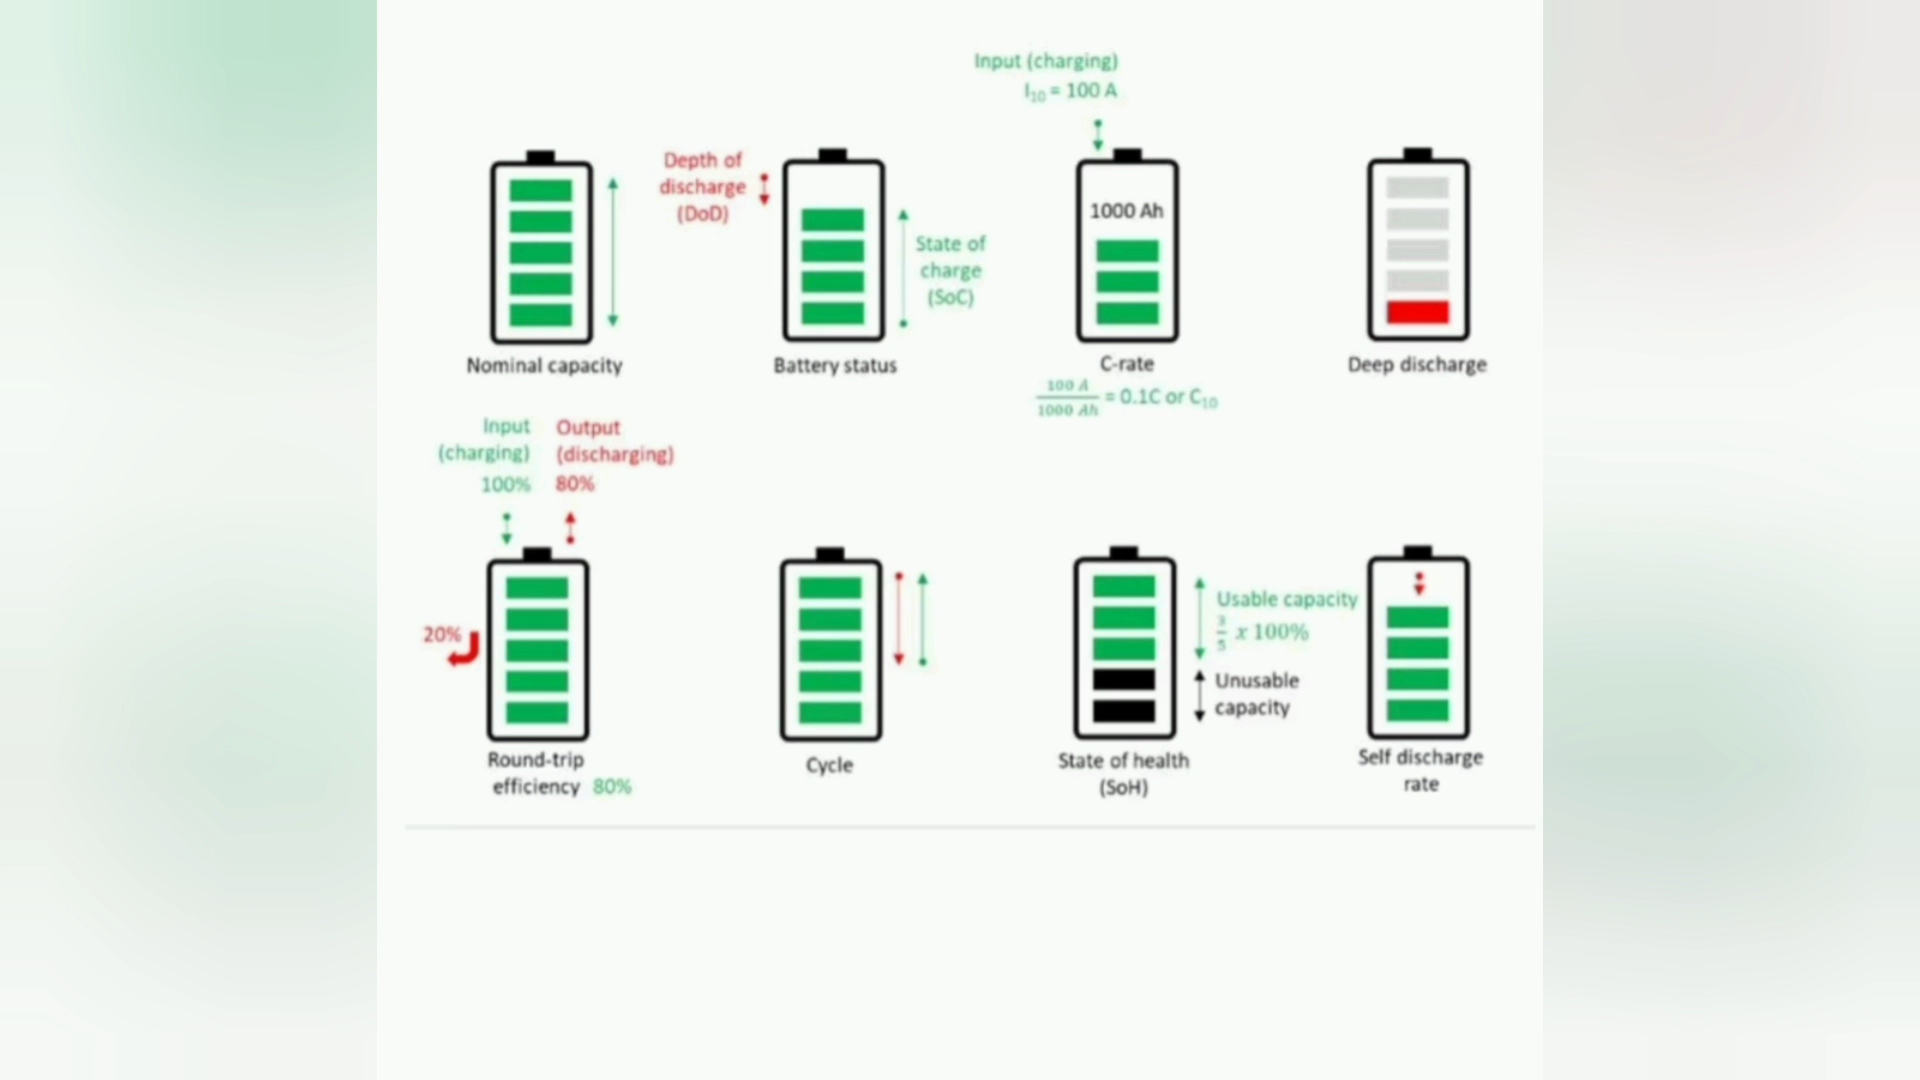 Input (charging)
I10 = 100 A
Depth of
discharge
(DoD)
State of
charge
(SoC)
1000 Ah
Nominal capacity
Battery status
C-rate
Deep discharge
100 A
1000 Ah
= 0.1C or C10
Input
(charging)
100%
Output
(discharging)
80%
20%
Usable capacity
3
5
x 100%
Unusable
capacity
Round-trip
efficiency 80%
Cycle
State of health
(SoH)
Self discharge
rate